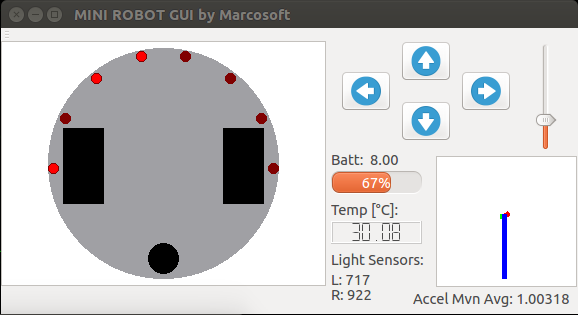 MINI ROBOT GUI by Marcosoft
Batt: 8.00
67%
Temp [°C]:
30.08
Light Sensors:
L: 717
R: 922
Accel Mvn Avg: 1.00318